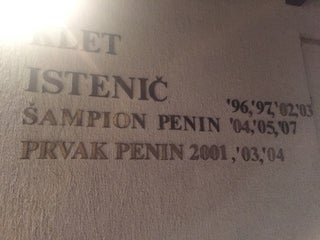 KLET
ISTENIČ
ŠAMPION PENIN '96,'97,'02,'03
'04,'05,'07
PRVAK PENIN 2001,'03,'04